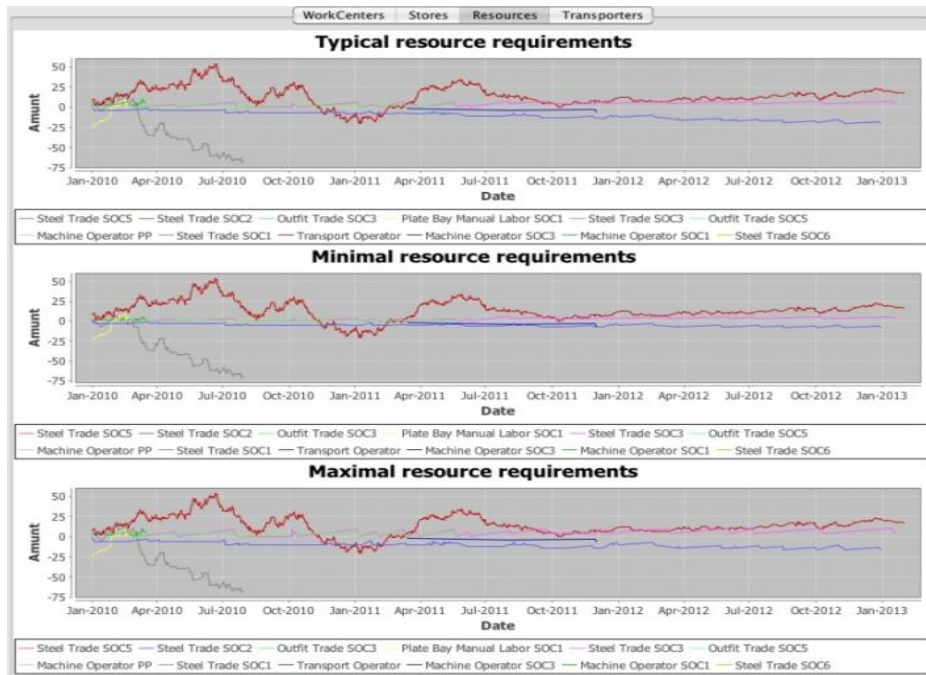 WorkCenters Stores Resources Transporters
Typical resource requirements
50
25
0
-25
-50
-75
Amunt
Jan-2010 Apr-2010 Jul-2010 Oct-2010 Jan-2011 Apr-2011 Jul-2011 Oct-2011 Jan-2012 Apr-2012 Jul-2012 Oct-2012 Jan-2013
Date
Steel Trade SOC5 Steel Trade SOC2 Outfit Trade SOC3 Plate Bay Manual Labor SOC1 Steel Trade SOC3 Outfit Trade SOC5
Machine Operator PP Steel Trade SOC1 Transport Operator Machine Operator SOC3 Machine Operator SOC1 Steel Trade SOC6
Minimal resource requirements
50
25
0
-25
-50
-75
Amunt
Jan-2010 Apr-2010 Jul-2010 Oct-2010 Jan-2011 Apr-2011 Jul-2011 Oct-2011 Jan-2012 Apr-2012 Jul-2012 Oct-2012 Jan-2013
Date
Steel Trade SOC5 Steel Trade SOC2 Outfit Trade SOC3 Plate Bay Manual Labor SOC1 Steel Trade SOC3 Outfit Trade SOC5
Machine Operator PP Steel Trade SOC1 Transport Operator Machine Operator SOC3 Machine Operator SOC1 Steel Trade SOC6
Maximal resource requirements
50
25
0
-25
-50
-75
Amunt
Jan-2010 Apr-2010 Jul-2010 Oct-2010 Jan-2011 Apr-2011 Jul-2011 Oct-2011 Jan-2012 Apr-2012 Jul-2012 Oct-2012 Jan-2013
Date
Steel Trade SOC5 Steel Trade SOC2 Outfit Trade SOC3 Plate Bay Manual Labor SOC1 Steel Trade SOC3 Outfit Trade SOC5
Machine Operator PP Steel Trade SOC1 Transport Operator Machine Operator SOC3 Machine Operator SOC1 Steel Trade SOC6